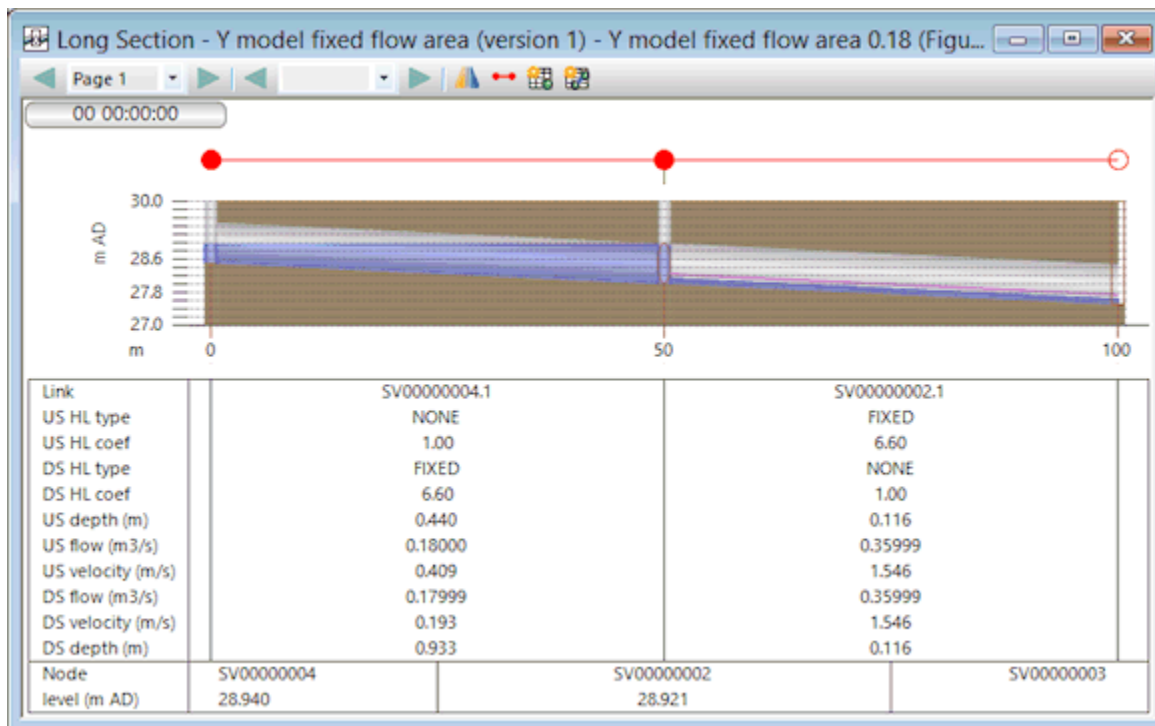 Long Section - Y model fixed flow area (version 1) - Y model fixed flow area 0.18 (Figu...
Page 1
00 00:00:00
30.0
m AD
28.6
27.8
27.0
m 0 50 100
Link SV00000004.1 SV00000002.1
US HL type NONE FIXED
US HL coef 1.00 6.60
DS HL type FIXED NONE
DS HL coef 6.60 1.00
US depth (m) 0.440 0.116
US flow (m3/s) 0.18000 0.35999
US velocity (m/s) 0.409 1.546
DS flow (m3/s) 0.17999 0.35999
DS velocity (m/s) 0.193 1.546
DS depth (m) 0.933 0.116
Node SV00000004 SV00000002 SV00000003
level (m AD) 28.940 28.921